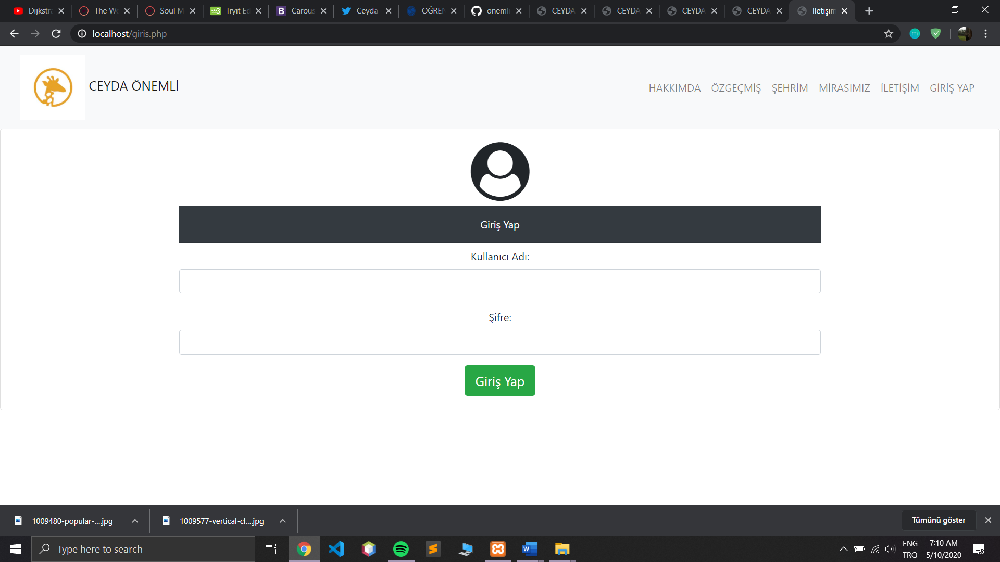 Dijkstra
The Wo
Soul M
Tryit Ed
Carous
Ceyda
ÖĞREN
onemli
CEYDA
CEYDA
CEYDA
CEYDA
İletişim
localhost/giris.php
CEYDA ÖNEMLİ
HAKKIMDA
ÖZGEÇMİŞ
ŞEHRİM
MİRASIMIZ
İLETİŞİM
GİRİŞ YAP
Giriş Yap
Kullanıcı Adı:
Şifre:
Giriş Yap
1009480-popular-....jpg
1009577-vertical-cl....jpg
Tümünü göster
Type here to search
ENG
TRQ
7:10 AM
5/10/2020